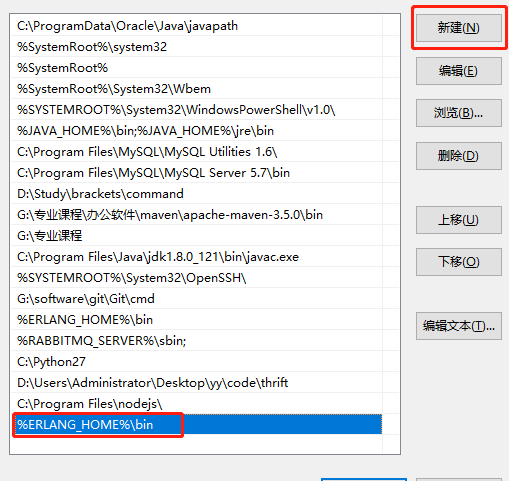 C:\ProgramData\Oracle\Java\javapath
%SystemRoot%\system32
%SystemRoot%
%SystemRoot%\System32\Wbem
%SYSTEMROOT%\System32\WindowsPowerShell\v1.0\
%JAVA_HOME%\bin;%JAVA_HOME%\jre\bin
C:\Program Files\MySQL\MySQL Utilities 1.6\
C:\Program Files\MySQL\MySQL Server 5.7\bin
D:\Study\brackets\command
G:\专业课程\办公软件\maven\apache-maven-3.5.0\bin
G:\专业课程
C:\Program Files\Java\jdk1.8.0_121\bin\javac.exe
%SYSTEMROOT%\System32\OpenSSH\
G:\software\git\Git\cmd
%ERLANG_HOME%\bin
%RABBITMQ_SERVER%\sbin;
C:\Python27
D:\Users\Administrator\Desktop\yy\code\thrift
C:\Program Files\nodejs\
%ERLANG_HOME%\bin
新建(N)
编辑(E)
浏览(B)...
删除(D)
上移(U)
下移(O)
编辑文本(T)...